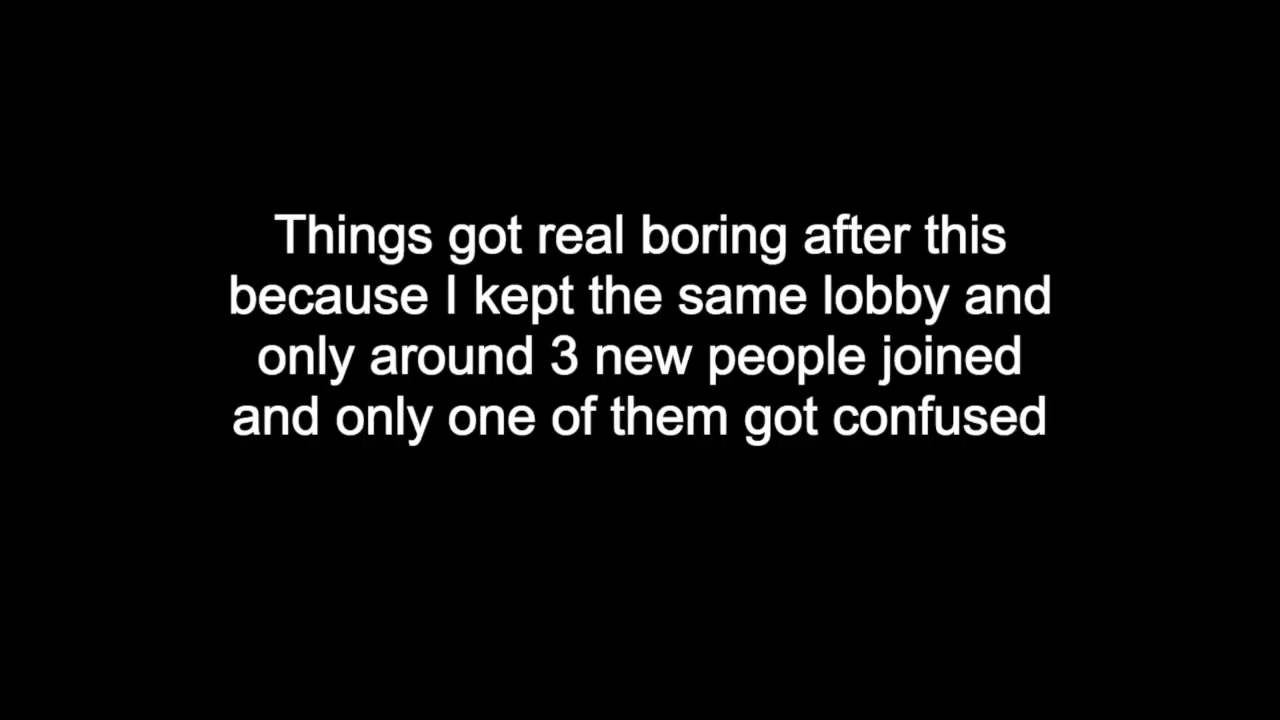 Things got real boring after this
because I kept the same lobby and
only around 3 new people joined
and only one of them got confused